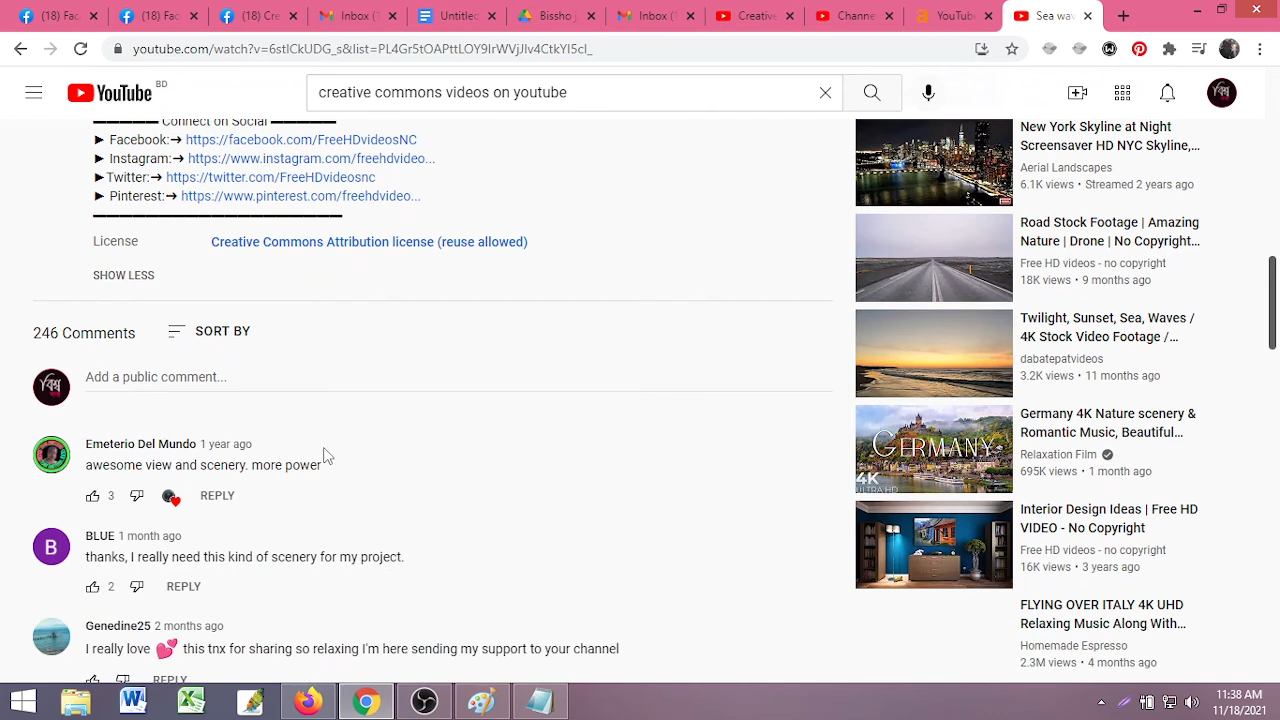 (18) Fac
(18) Fac
(18) Cre
Inbox (1
Untitlec
Bissho
Inbox (1
Creative
Channe
YouTube
Sea wav
youtube.com/watch?v=6stlCkUDG_s&list=PL4Gr5tOAPttLOY9IrWVjJIv4CtkYI5cl_
YouTube BD
creative commons videos on youtube
Connect on Social
► Facebook:➔ https://facebook.com/FreeHDvideosNC
► Instagram:➔ https://www.instagram.com/freehdvideo...
►Twitter:➔ https://twitter.com/FreeHDvideosnc
► Pinterest:➔ https://www.pinterest.com/freehdvideo...
License Creative Commons Attribution license (reuse allowed)
SHOW LESS
246 Comments SORT BY
বিশ্ব
Add a public comment...
Emeterio Del Mundo 1 year ago
awesome view and scenery. more power
3 REPLY
B
BLUE 1 month ago
thanks, I really need this kind of scenery for my project.
2 REPLY
Genedine25 2 months ago
I really love 💕 this tnx for sharing so relaxing I'm here sending my support to your channel
REPLY
New York Skyline at Night
Screensaver HD NYC Skyline,...
Aerial Landscapes
6.1K views • Streamed 2 years ago
Road Stock Footage | Amazing
Nature | Drone | No Copyright...
Free HD videos - no copyright
18K views • 9 months ago
Twilight, Sunset, Sea, Waves /
4K Stock Video Footage /...
dabatepatvideos
3.2K views • 11 months ago
GERMANY
4K
ULTRA HD
Germany 4K Nature scenery &
Romantic Music, Beautiful...
Relaxation Film
695K views • 1 month ago
Interior Design Ideas | Free HD
VIDEO - No Copyright
Free HD videos - no copyright
16K views • 3 years ago
FLYING OVER ITALY 4K UHD
Relaxing Music Along With...
Homemade Espresso
2.3M views • 4 months ago
11:38 AM
11/18/2021